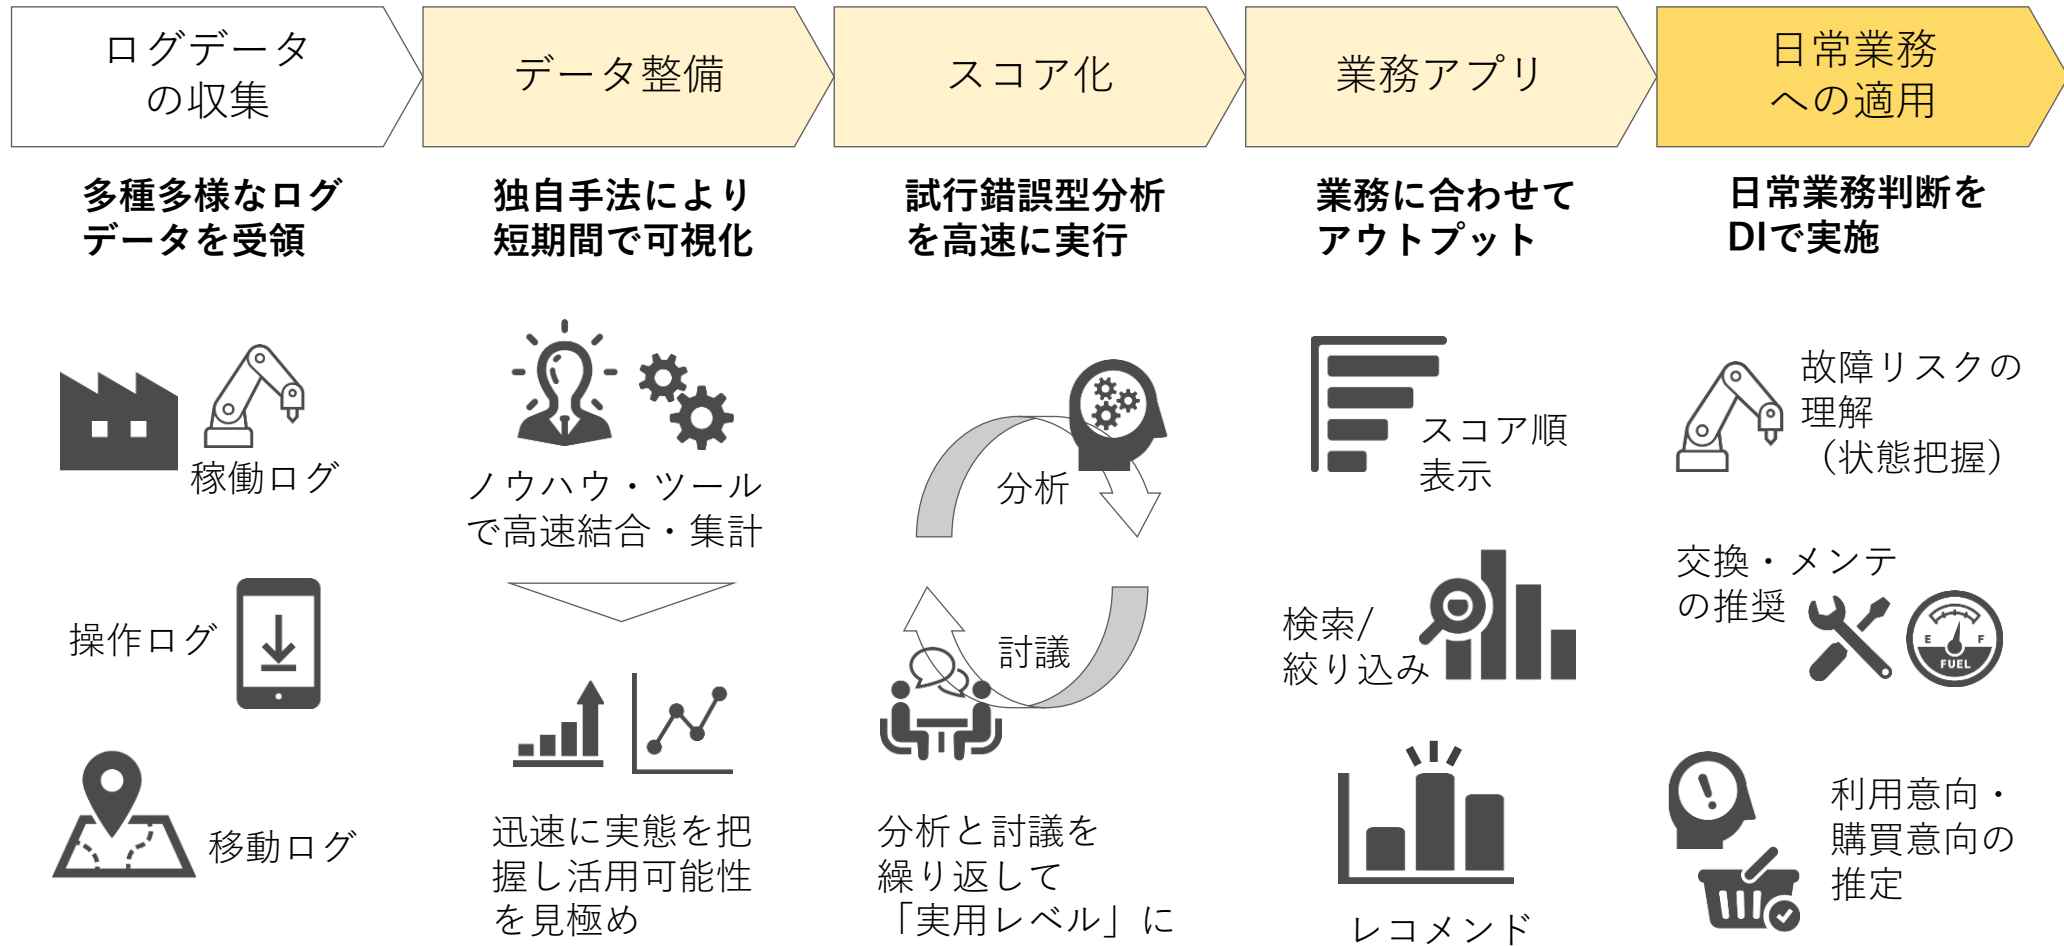 ログデータ
の収集
データ整備
スコア化
業務アプリ
日常業務
への適用
多種多様なログ
データを受領
独自手法により
短期間で可視化
試行錯誤型分析
を高速に実行
業務に合わせて
アウトプット
日常業務判断を
DIで実施
稼働ログ
操作ログ
移動ログ
ノウハウ・ツール
で高速結合・集計
迅速に実態を把
握し活用可能性
を見極め
分析
討議
分析と討議を
繰り返して
「実用レベル」に
スコア順
表示
検索/
絞り込み
レコメンド
故障リスクの
理解
（状態把握）
交換・メンテ
の推奨
E F
FUEL
利用意向・
購買意向の
推定